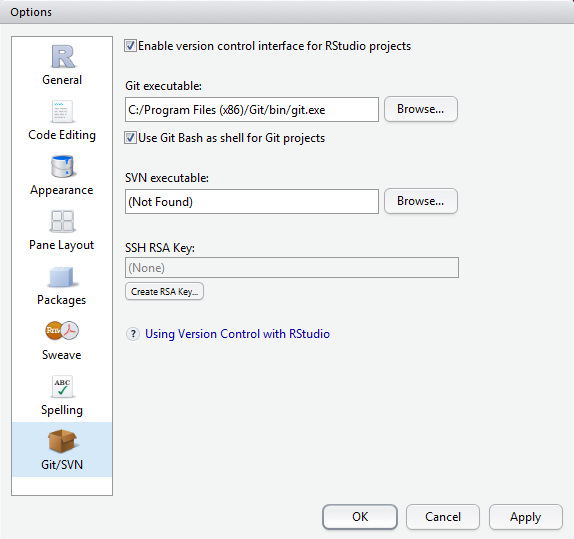 Options
R
General
Code Editing
Appearance
Pane Layout
Packages
Rnw
Sweave
ABC
Spelling
Git/SVN
Enable version control interface for RStudio projects
Git executable:
C:/Program Files (x86)/Git/bin/git.exe
Browse...
Use Git Bash as shell for Git projects
SVN executable:
(Not Found)
Browse...
SSH RSA Key:
(None)
Create RSA Key...
? Using Version Control with RStudio
OK Cancel Apply